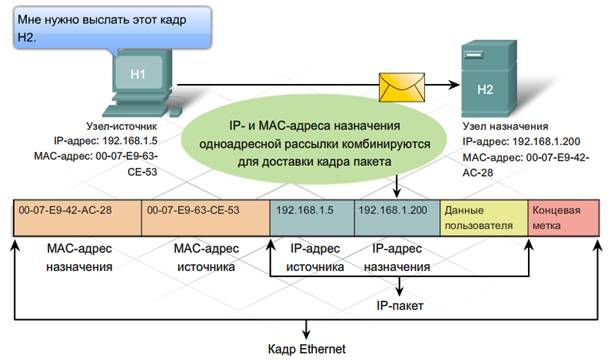 Мне нужно выслать этот кадр
H2.
H1
H2
Узел-источник
IP-адрес: 192.168.1.5
MAC-адрес: 00-07-E9-63-
CE-53
IP- и MAC-адреса назначения
одноадресной рассылки комбинируются
для доставки кадра пакета
Узел назначения
IP-адрес: 192.168.1.200
MAC-адрес: 00-07-E9-42-
AC-28
00-07-E9-42-AC-28
00-07-E9-63-CE-53
192.168.1.5
192.168.1.200
Данные
пользователя
Концевая
метка
MAC-адрес
назначения
MAC-адрес
источника
IP-адрес
источника
IP-адрес
назначения
IP-пакет
Кадр Ethernet